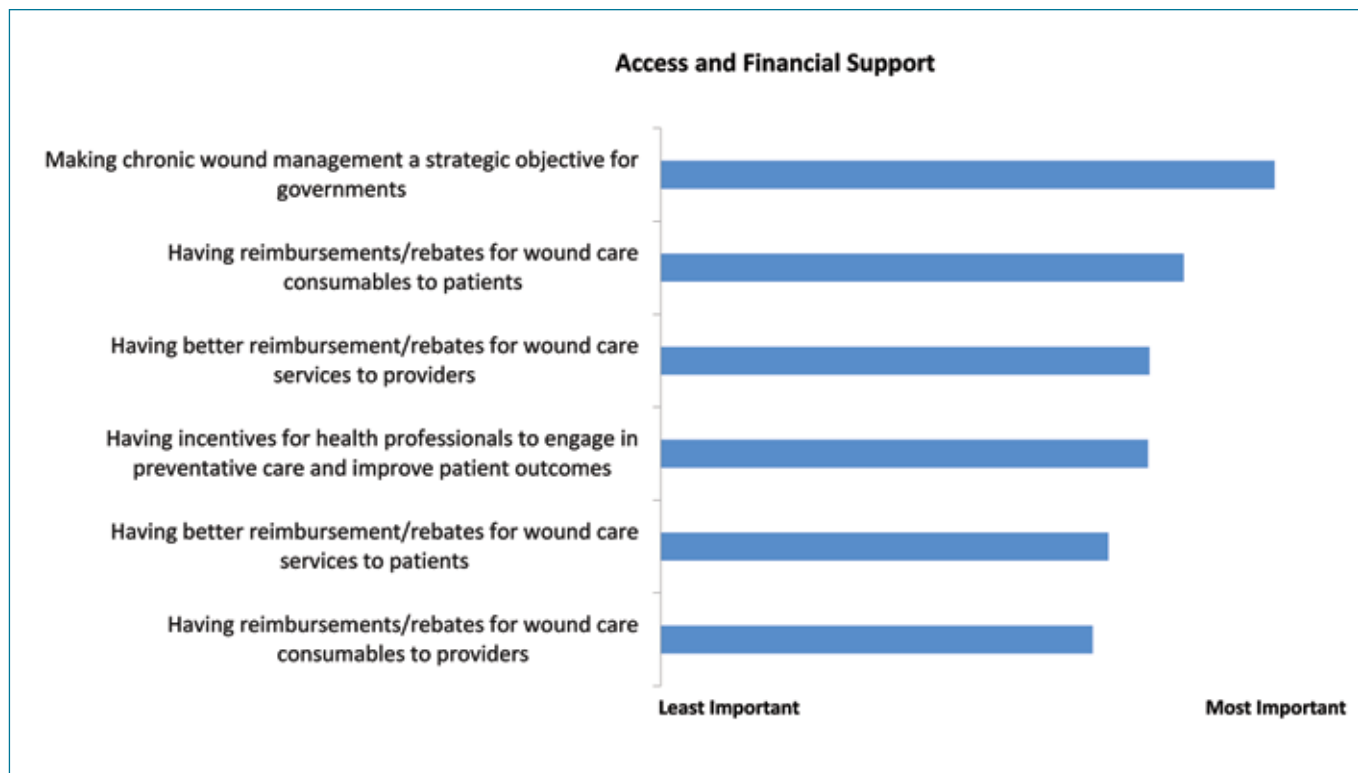 Access and Financial Support
Making chronic wound management a strategic objective for
governments
Having reimbursements/rebates for wound care
consumables to patients
Having better reimbursement/rebates for wound care
services to providers
Having incentives for health professionals to engage in
preventative care and improve patient outcomes
Having better reimbursement/rebates for wound care
services to patients
Having reimbursements/rebates for wound care
consumables to providers
Least Important Most Important